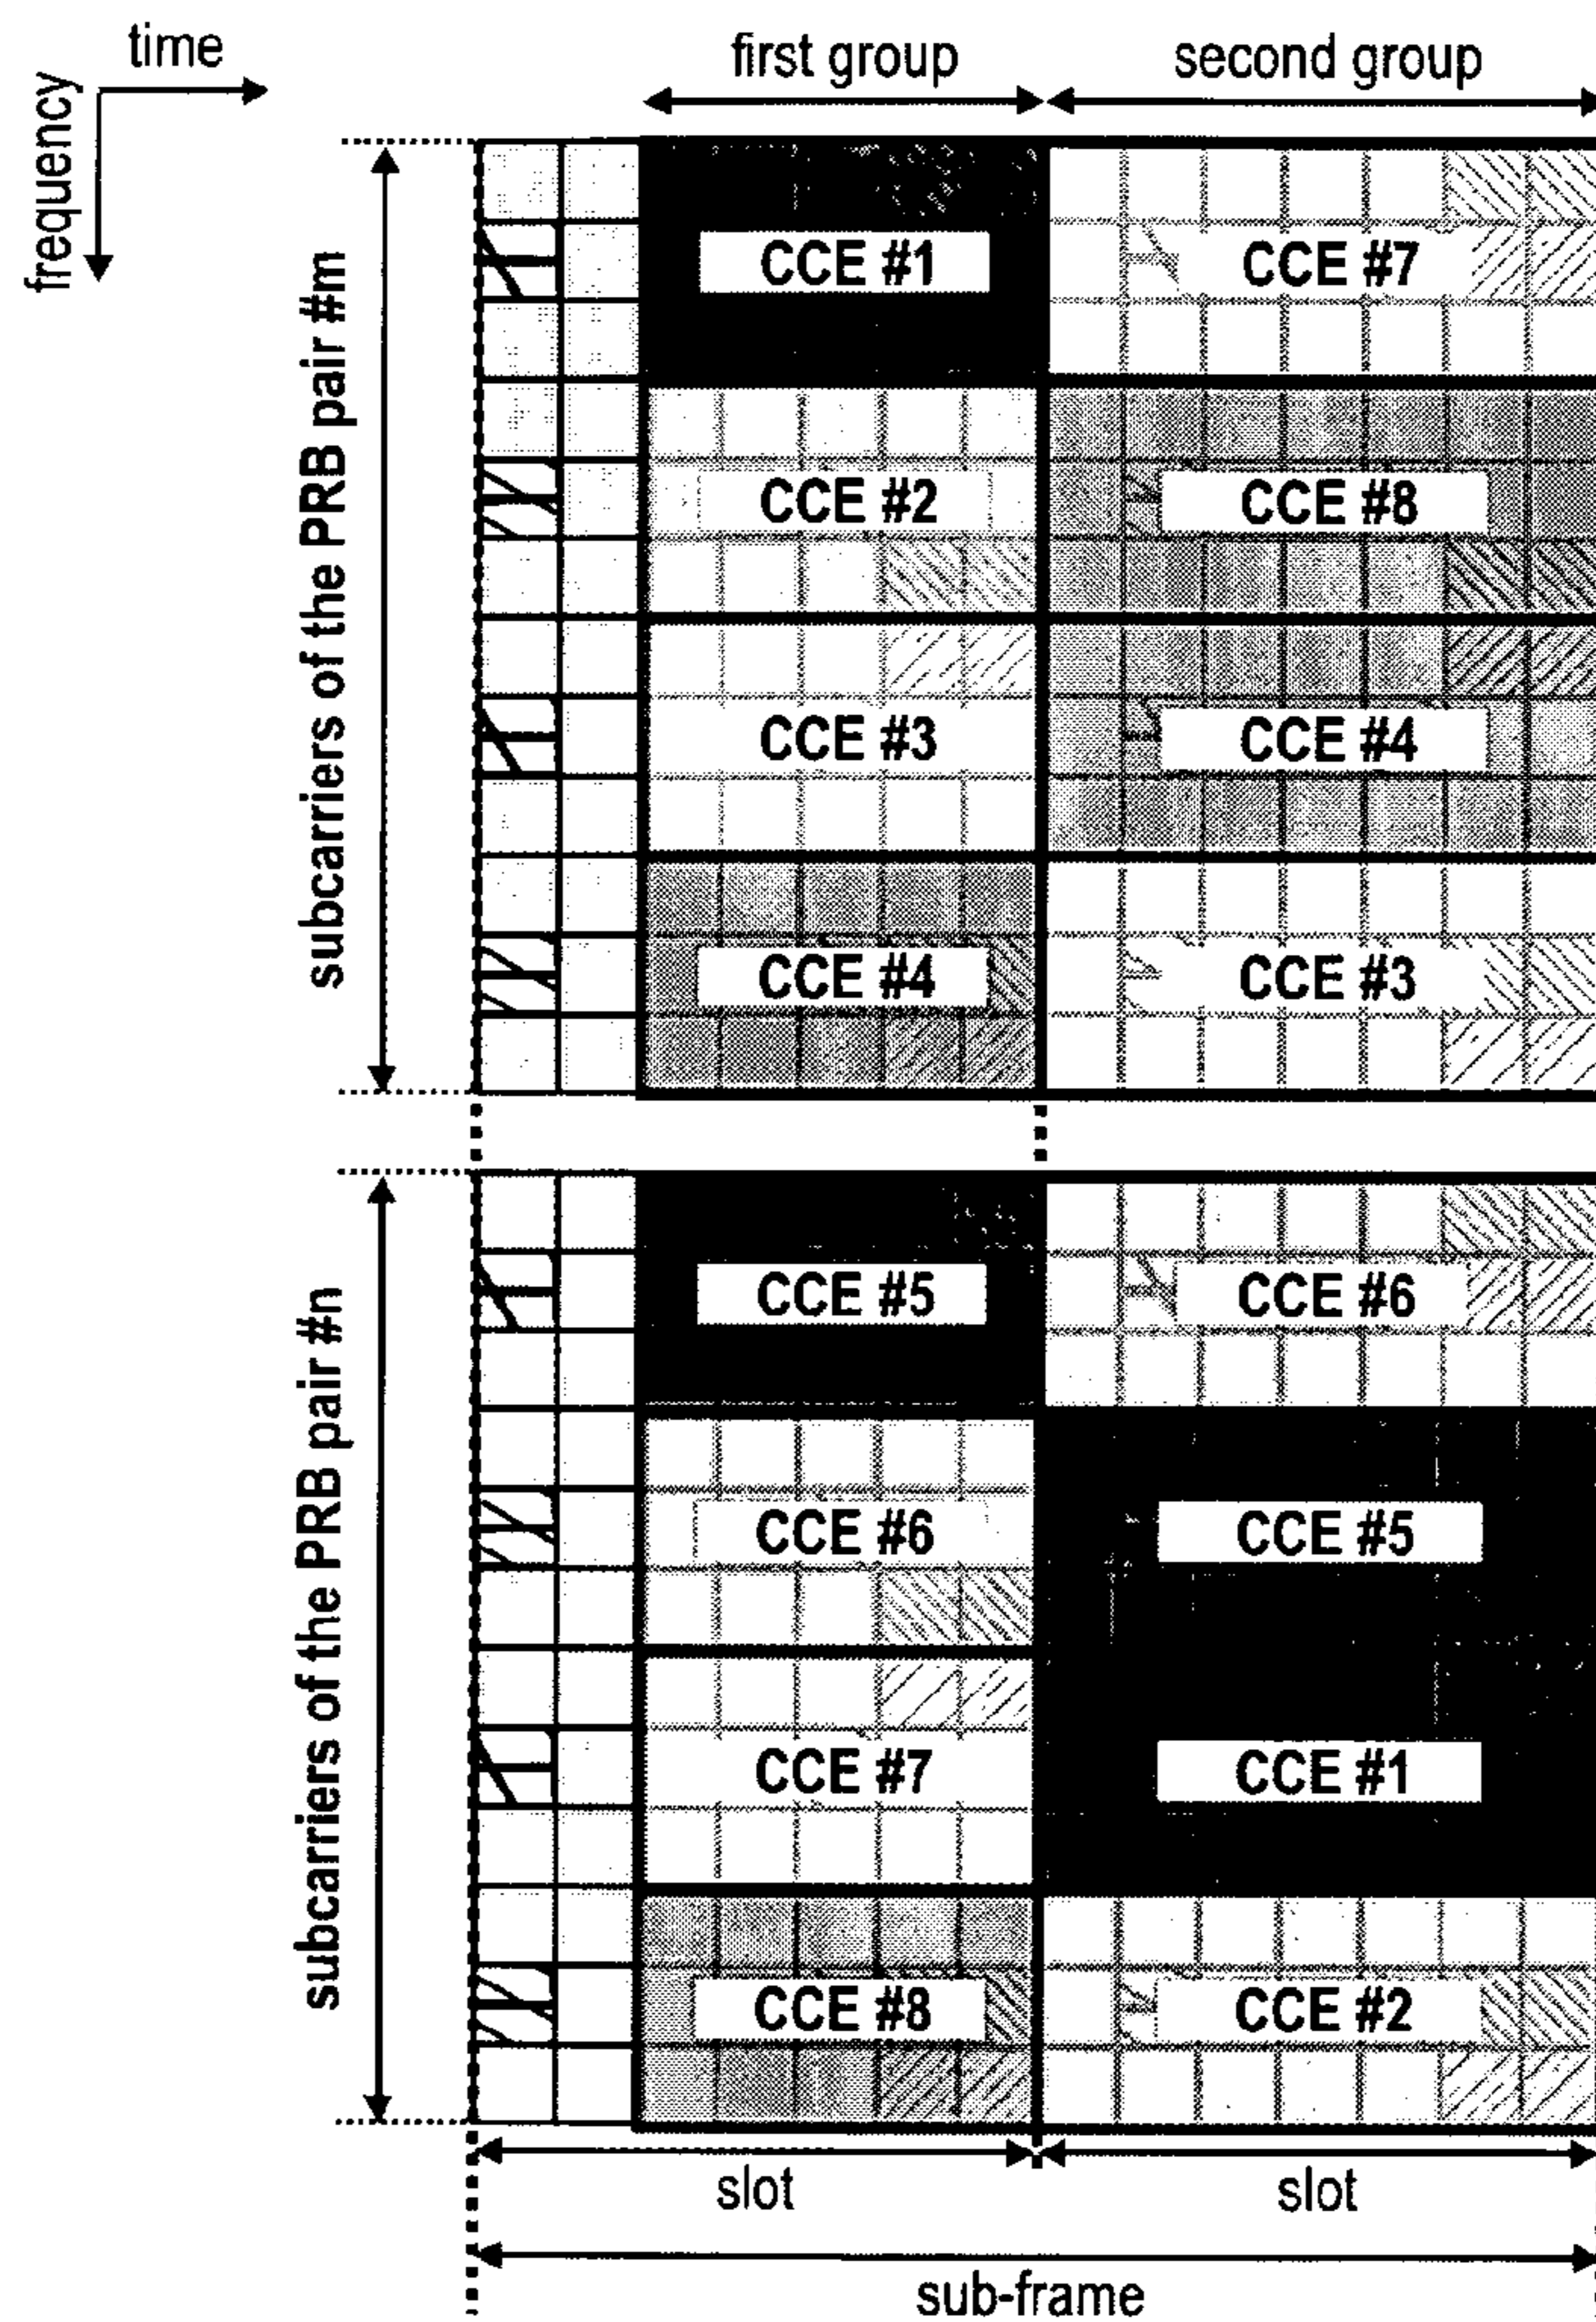 time
first group
second group
frequency
subcarriers of the PRB pair #m
CCE #1
CCE #7
CCE #2
CCE #8
CCE #3
CCE #4
CCE #4
CCE #3
subcarriers of the PRB pair #n
CCE #5
CCE #6
CCE #6
CCE #5
CCE #7
CCE #1
CCE #8
CCE #2
slot
slot
sub-frame